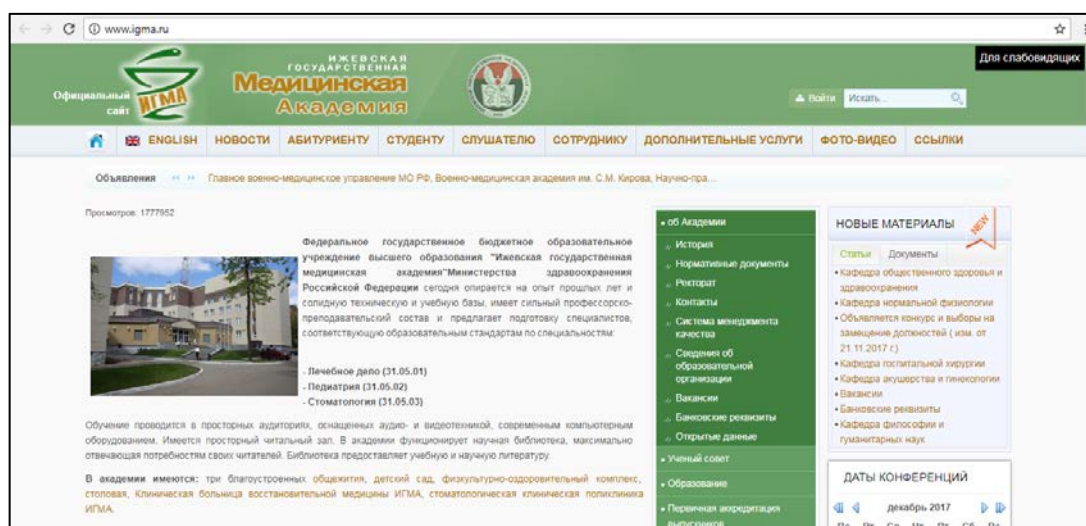 www.igma.ru
Для слабовидящих
Официальный
сайт
ИГМА
ИЖЕВСКАЯ
ГОСУДАРСТВЕННАЯ
Медицинская
Академия
Войти
Искать...
ENGLISH НОВОСТИ АБИТУРИЕНТУ СТУДЕНТУ СЛУШАТЕЛЮ СОТРУДНИКУ ДОПОЛНИТЕЛЬНЫЕ УСЛУГИ ФОТО-ВИДЕО ССЫЛКИ
Объявления
Главное военно-медицинское управление МО РФ, Военно-медицинская академия им. С.М. Кирова, Научно-пра...
Просмотров: 1777952
Федеральное государственное бюджетное образовательное
учреждение высшего образования "Ижевская государственная
медицинская академия"Министерства здравоохранения
Российской Федерации сегодня опирается на опыт прошлых лет и
солидную техническую и учебную базы, имеет сильный профессорско-
преподавательский состав и предлагает подготовку специалистов,
соответствующую образовательным стандартам по специальностям:
- Лечебное дело (31.05.01)
- Педиатрия (31.05.02)
- Стоматология (31.05.03)
Обучение проводится в просторных аудиториях, оснащенных аудио- и видеотехникой, современным компьютерным
оборудованием. Имеется просторный читальный зал. В академии функционирует научная библиотека, максимально
отвечающая потребностям своих читателей. Библиотека предоставляет учебную и научную литературу.
В академии имеются: три благоустроенных общежития, детский сад, физкультурно-оздоровительный комплекс,
столовая, Клиническая больница восстановительной медицины ИГМА, стоматологическая клиническая поликлиника
ИГМА.
об Академии
История
Нормативные документы
Ректорат
Контакты
Система менеджмента
качества
Сведения об
образовательной
организации
Вакансии
Банковские реквизиты
Открытые данные
Ученый совет
Образование
Первичная аккредитация
выпускников
НОВЫЕ МАТЕРИАЛЫ
NEW
Статьи Документы
Кафедра общественного здоровья и
здравоохранения
Кафедра нормальной физиологии
Объявляется конкурс и выборы на
замещение должностей ( изм. от
21.11.2017 г.)
Кафедра госпитальной хирургии
Кафедра акушерства и гинекологии
Вакансии
Банковские реквизиты
Кафедра философии и
гуманитарных наук
ДАТЫ КОНФЕРЕНЦИЙ
декабрь 2017
Пн Вт Ср Чт Пт Сб Вс